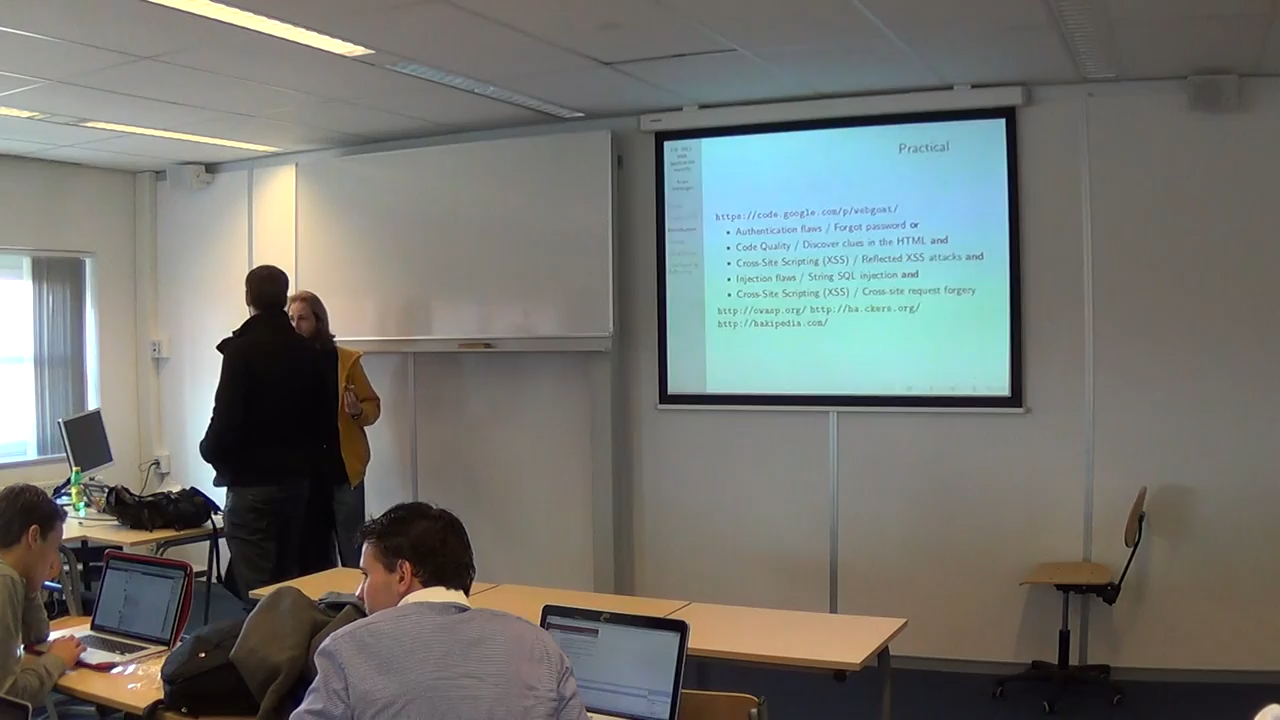 Practical
https://code.google.com/p/webgoat/
• Authentication flaws / Forgot password or
• Code Quality / Discover clues in the HTML and
• Cross-Site Scripting (XSS) / Reflected XSS attacks and
• Injection flaws / String SQL injection and
• Cross-Site Scripting (XSS) / Cross-site request forgery
http://owasp.org/ http://ha.ckers.org/
http://hakipedia.com/